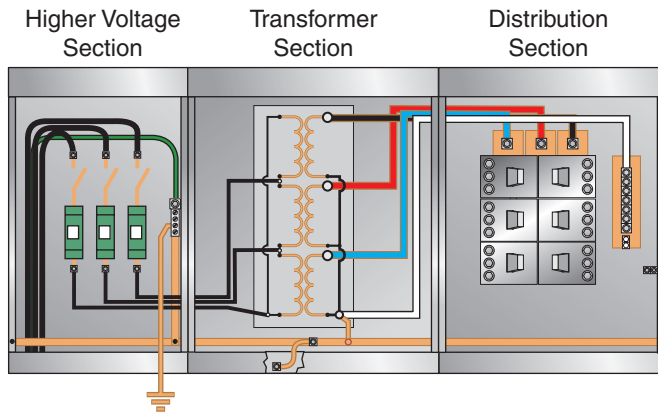 Higher Voltage
Section
Transformer
Section
Distribution
Section